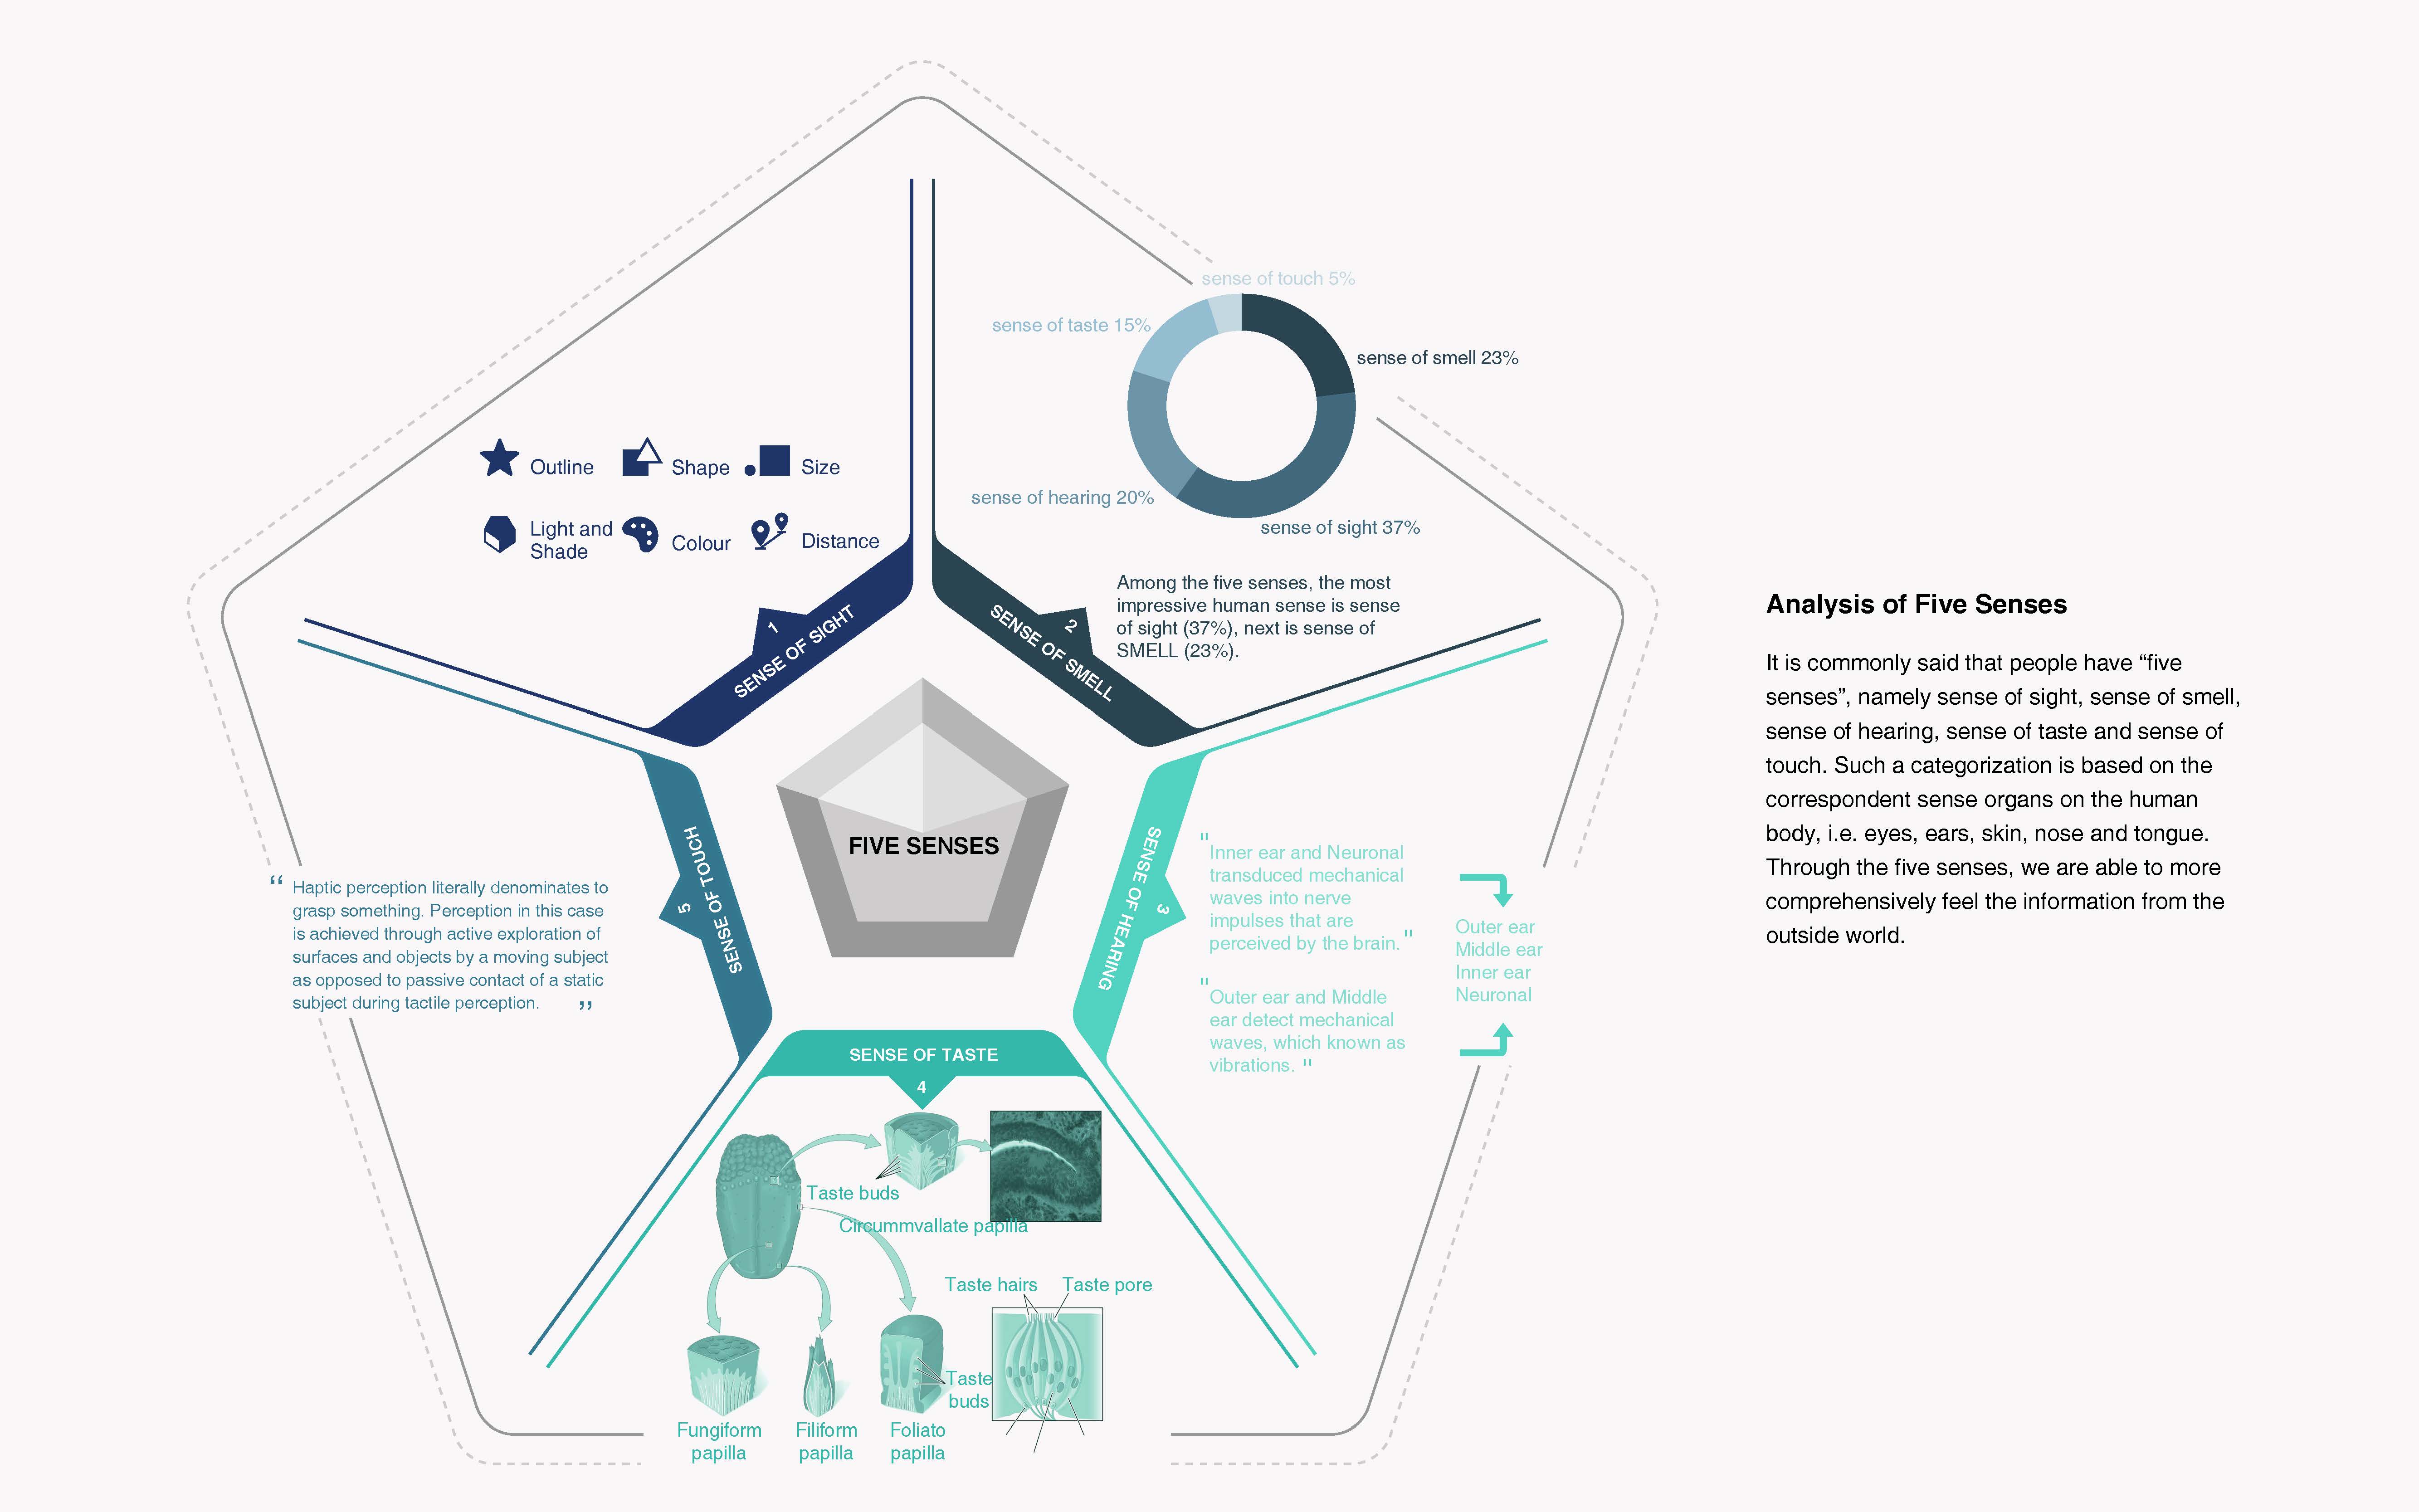 sense of touch 5%
sense of taste 15%
sense of smell 23%
sense of hearing 20%
sense of sight 37%
Outline
Shape
Size
Light and
Shade
Colour
Distance
1
SENSE OF SIGHT
2
SENSE OF SMELL
Among the five senses, the most
impressive human sense is sense
of sight (37%), next is sense of
SMELL (23%).
FIVE SENSES
3
SENSE OF HEARING
"Inner ear and Neuronal
transduced mechanical
waves into nerve
impulses that are
perceived by the brain."
"Outer ear and Middle
ear detect mechanical
waves, which known as
vibrations. "
Outer ear
Middle ear
Inner ear
Neuronal
5
SENSE OF TOUCH
“Haptic perception literally denominates to
grasp something. Perception in this case
is achieved through active exploration of
surfaces and objects by a moving subject
as opposed to passive contact of a static
subject during tactile perception. ”
SENSE OF TASTE
4
Taste buds
Circummvallate papilla
Taste hairs
Taste pore
Taste
buds
Fungiform
papilla
Filiform
papilla
Foliato
papilla
Analysis of Five Senses
It is commonly said that people have “five
senses”, namely sense of sight, sense of smell,
sense of hearing, sense of taste and sense of
touch. Such a categorization is based on the
correspondent sense organs on the human
body, i.e. eyes, ears, skin, nose and tongue.
Through the five senses, we are able to more
comprehensively feel the information from the
outside world.